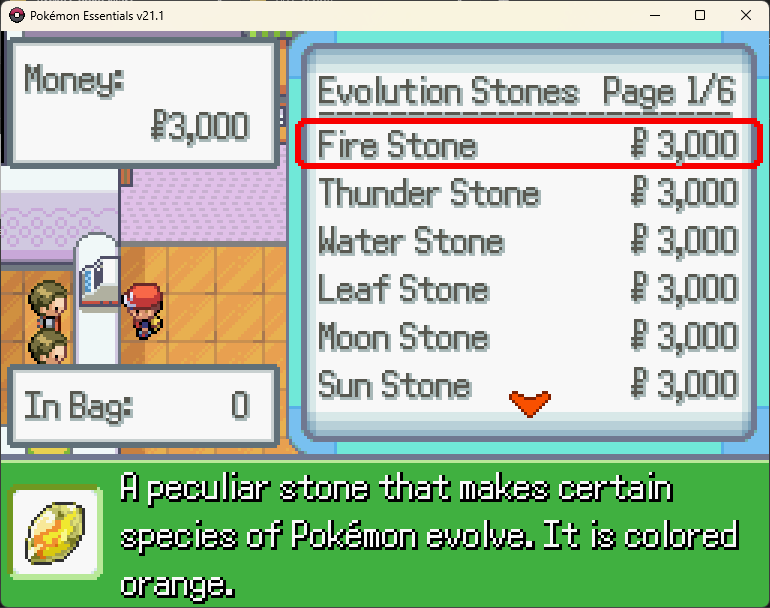 Pokémon Essentials v21.1
Money:
₽3,000
Evolution Stones Page 1/6
Fire Stone ₽ 3,000
Thunder Stone ₽ 3,000
Water Stone ₽ 3,000
Leaf Stone ₽ 3,000
Moon Stone ₽ 3,000
Sun Stone ₽ 3,000
In Bag: 0
A peculiar stone that makes certain
species of Pokémon evolve. It is colored
orange.